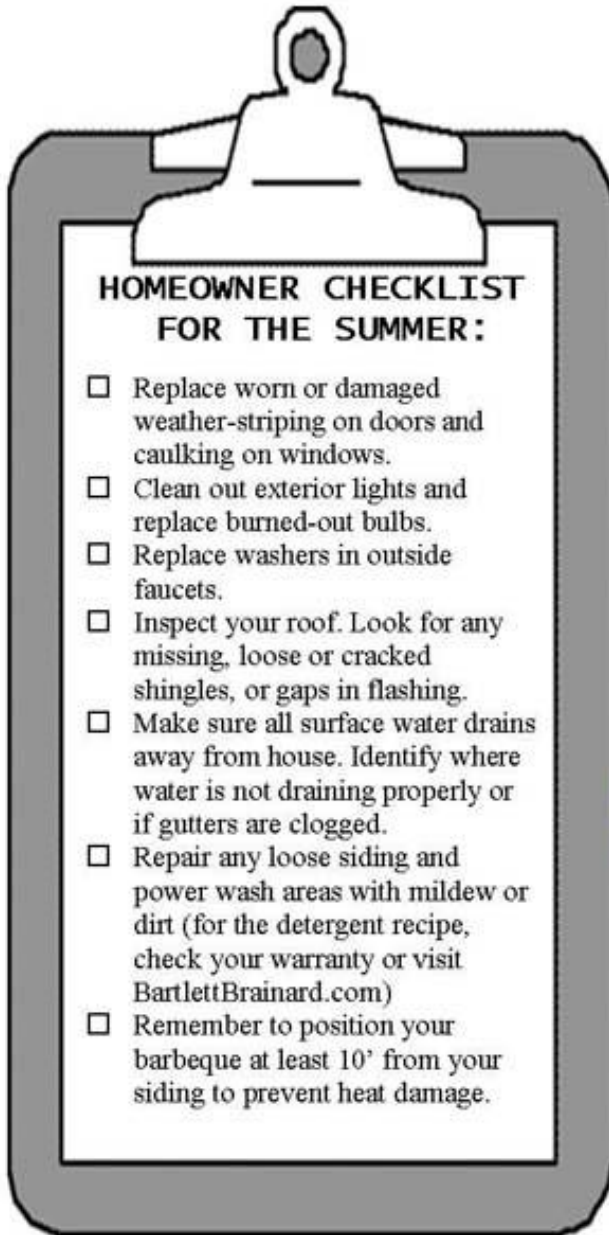 HOMEOWNER CHECKLIST
FOR THE SUMMER:
Replace worn or damaged
weather-striping on doors and
caulking on windows.
Clean out exterior lights and
replace burned-out bulbs.
Replace washers in outside
faucets.
Inspect your roof. Look for any
missing, loose or cracked
shingles, or gaps in flashing.
Make sure all surface water drains
away from house. Identify where
water is not draining properly or
if gutters are clogged.
Repair any loose siding and
power wash areas with mildew or
dirt (for the detergent recipe,
check your warranty or visit
BartlettBrainard.com)
Remember to position your
barbeque at least 10’ from your
siding to prevent heat damage.